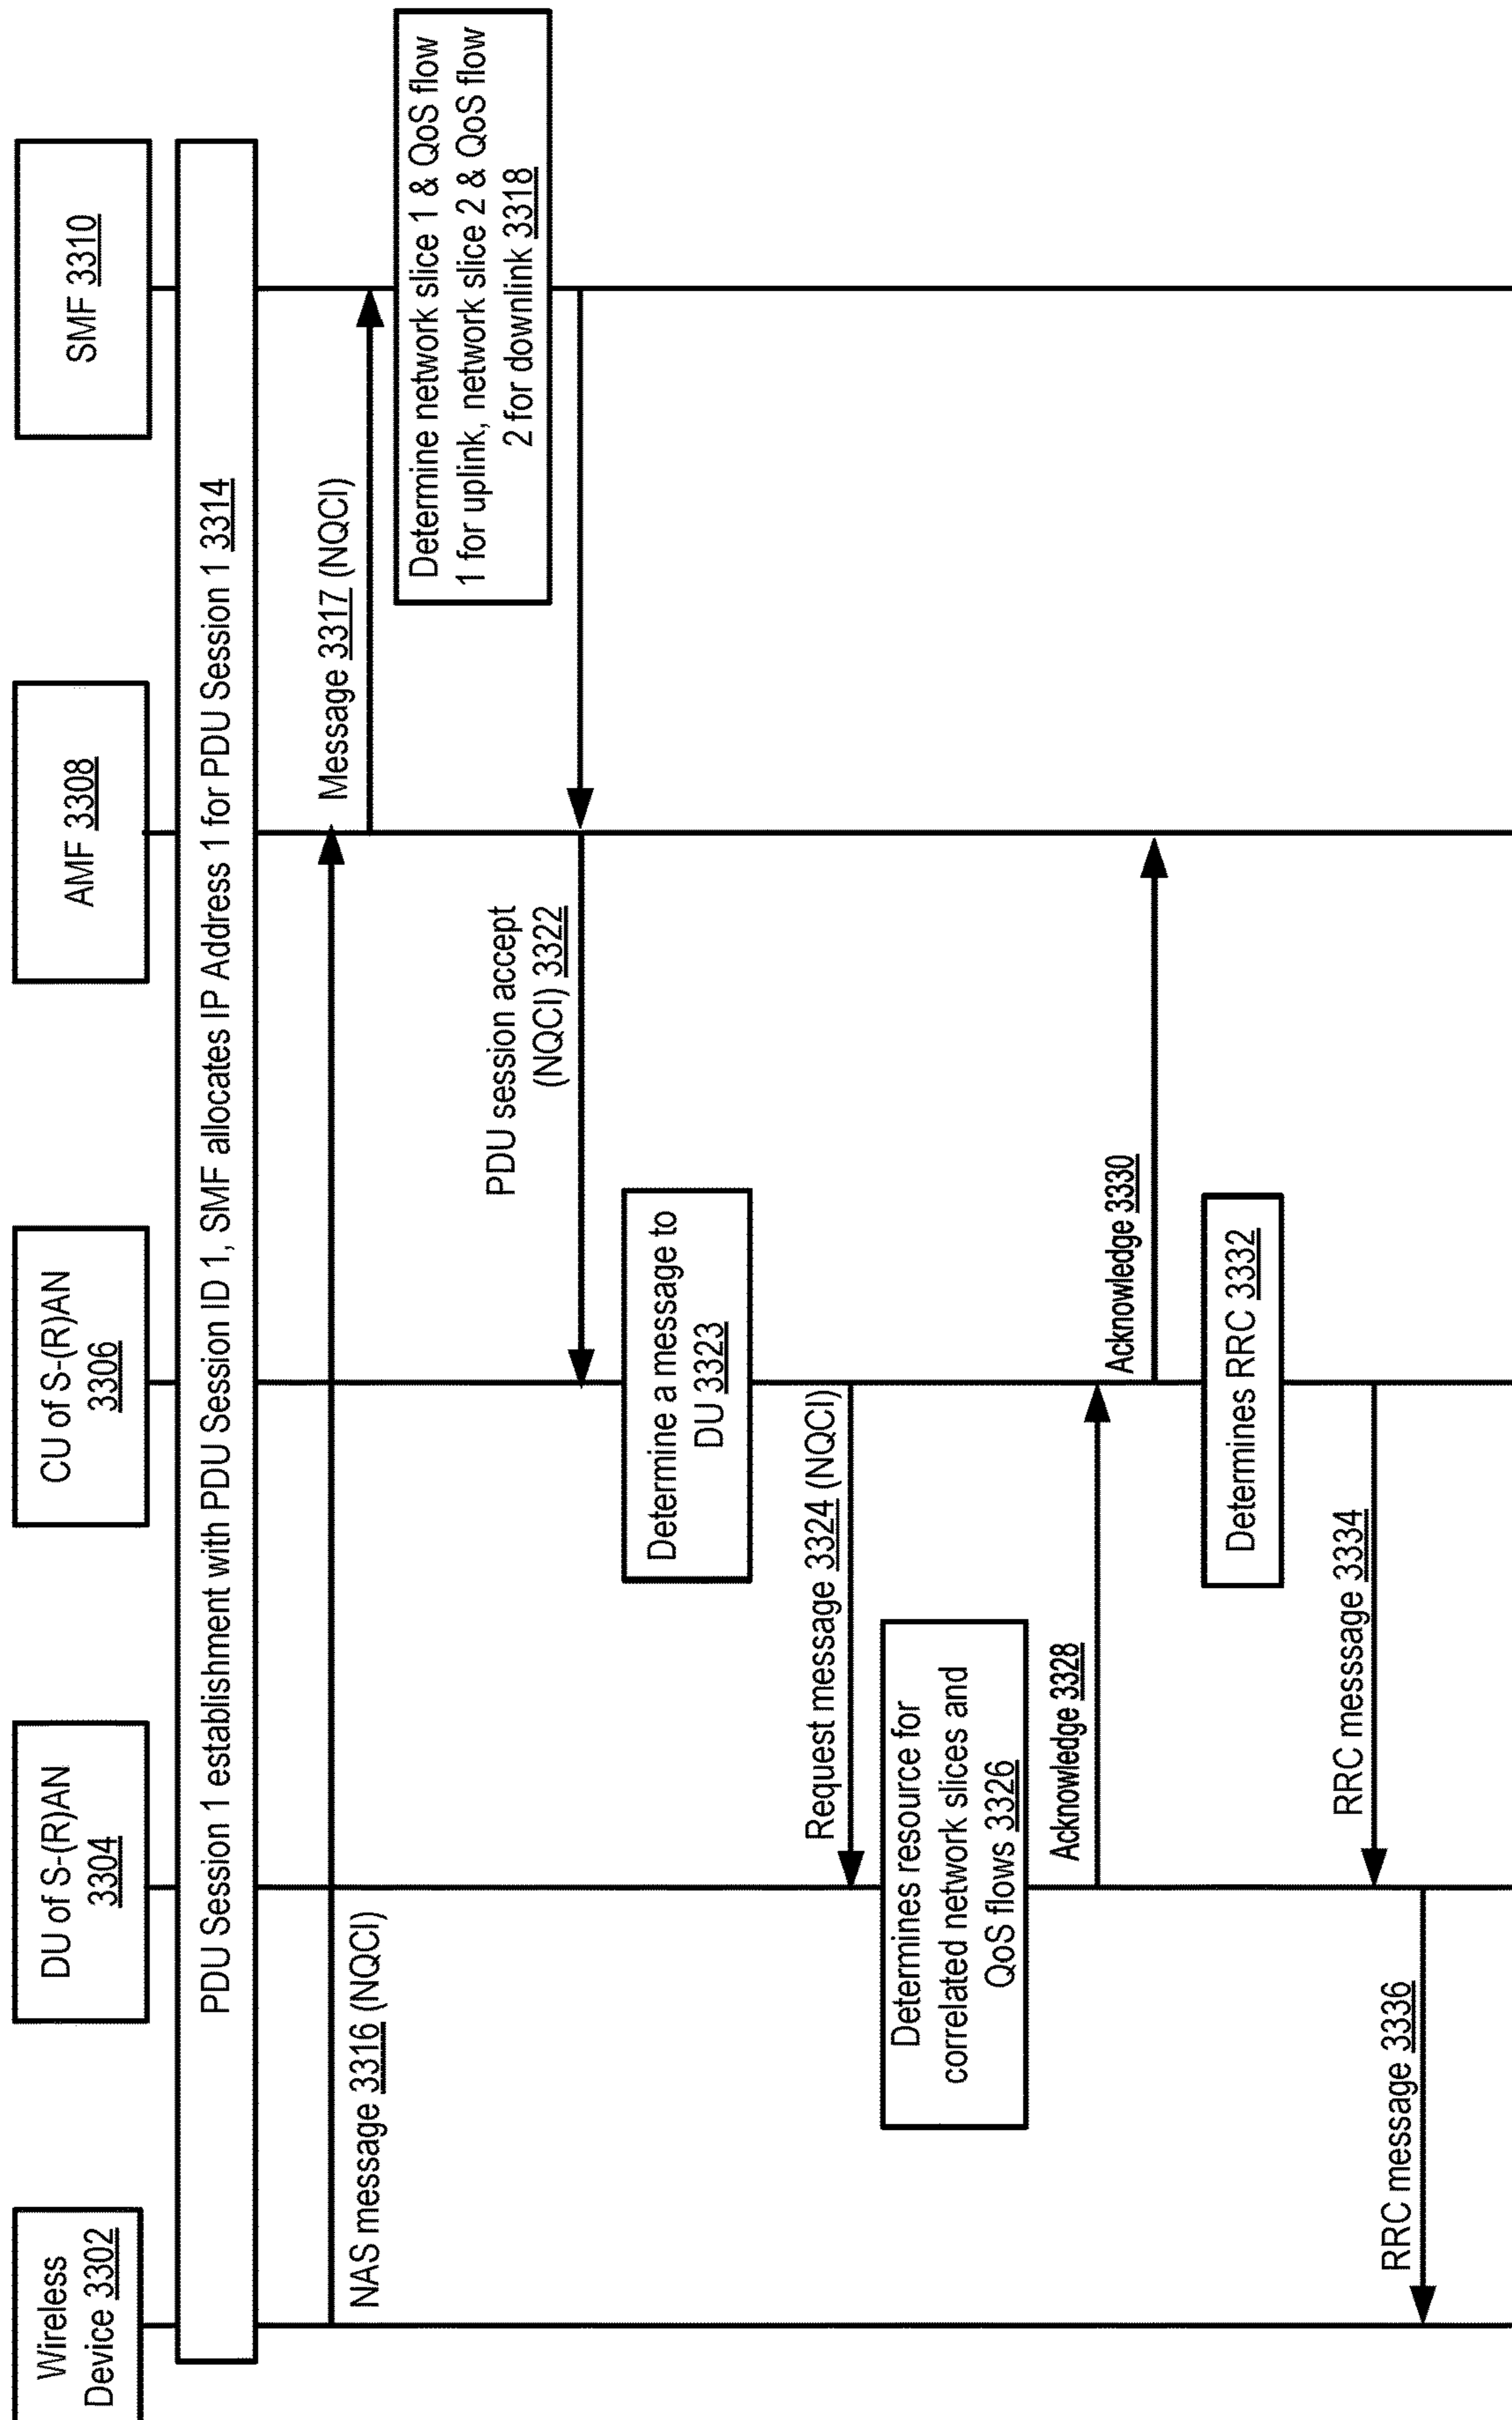 Wireless
Device 3302
DU of S-(R)AN
3304
CU of S-(R)AN
3306
AMF 3308
SMF 3310
PDU Session 1 establishment with PDU Session ID 1, SMF allocates IP Address 1 for PDU Session 1 3314
NAS message 3316 (NQCI)
Message 3317 (NQCI)
Determine network slice 1 & QoS flow
1 for uplink, network slice 2 & QoS flow
2 for downlink 3318
PDU session accept
(NQCI) 3322
Determine a message to
DU 3323
Request message 3324 (NQCI)
Determines resource for
correlated network slices and
QoS flows 3326
Acknowledge 3328
Acknowledge 3330
Determines RRC 3332
RRC message 3334
RRC message 3336